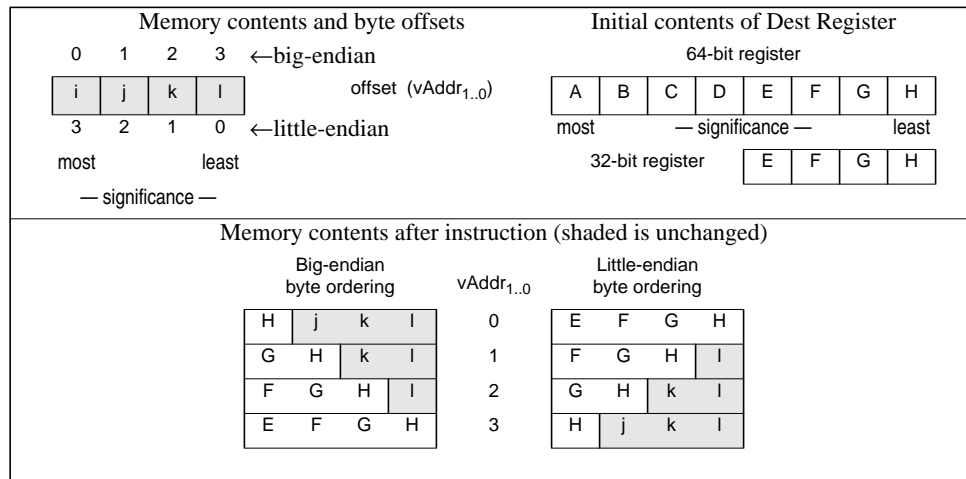 Memory contents and byte offsets
0 1 2 3 ←big-endian
i j k l
offset (vAddr1..0)
3 2 1 0 ←little-endian
most least
— significance —
Initial contents of Dest Register
64-bit register
A B C D E F G H
most — significance — least
32-bit register E F G H
Memory contents after instruction (shaded is unchanged)
Big-endian
byte ordering
vAddr1..0
Little-endian
byte ordering
H j k l 0 E F G H
G H k l 1 F G H l
F G H l 2 G H k l
E F G H 3 H j k l